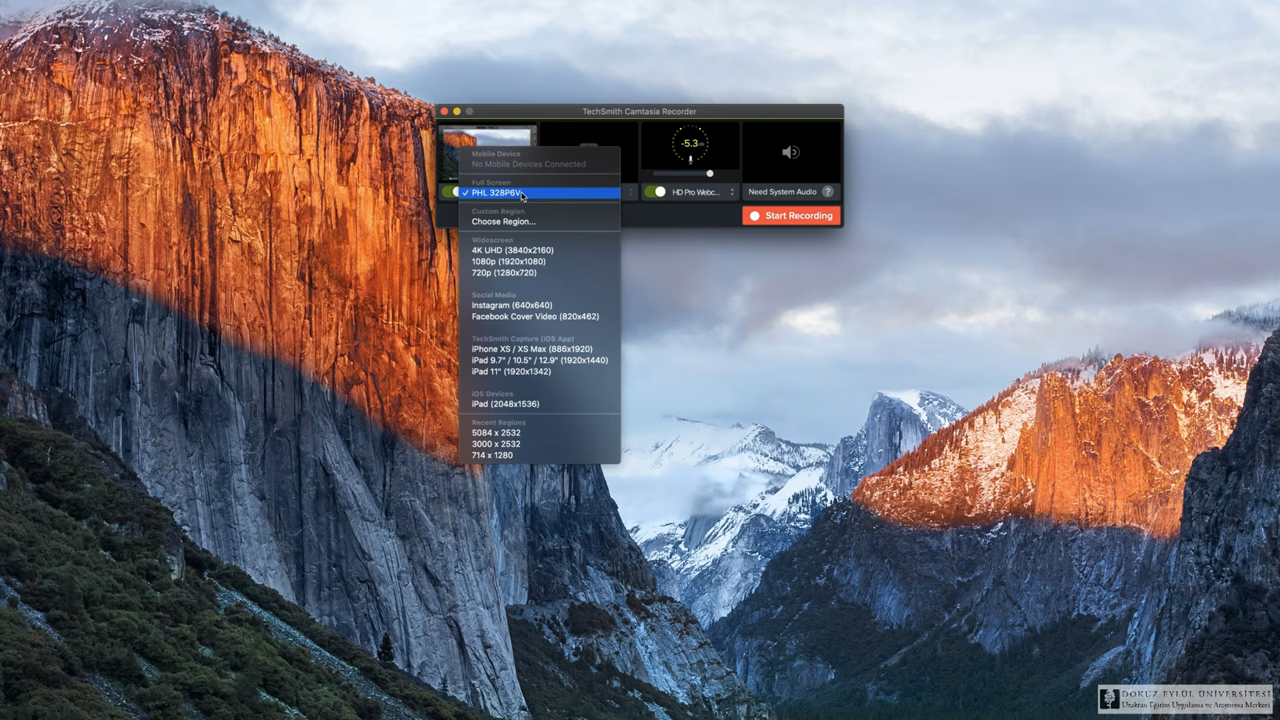 TechSmith Camtasia Recorder
-5.3
HD Pro Webc...
Need System Audio ?
Start Recording
Mobile Device
No Mobile Devices Connected
Full Screen
✓ PHL 328P6V
Custom Region
Choose Region...
Widescreen
4K UHD (3840x2160)
1080p (1920x1080)
720p (1280x720)
Social Media
Instagram (640x640)
Facebook Cover Video (820x462)
TechSmith Capture (iOS App)
iPhone XS / XS Max (886x1920)
iPad 9.7" / 10.5" / 12.9" (1920x1440)
iPad 11" (1920x1342)
iOS Devices
iPad (2048x1536)
Recent Regions
5084 x 2532
3000 x 2532
714 x 1280
DOKUZ EYLÜL ÜNİVERSİTESİ
Uzaktan Eğitim Uygulama ve Araştırma Merkezi